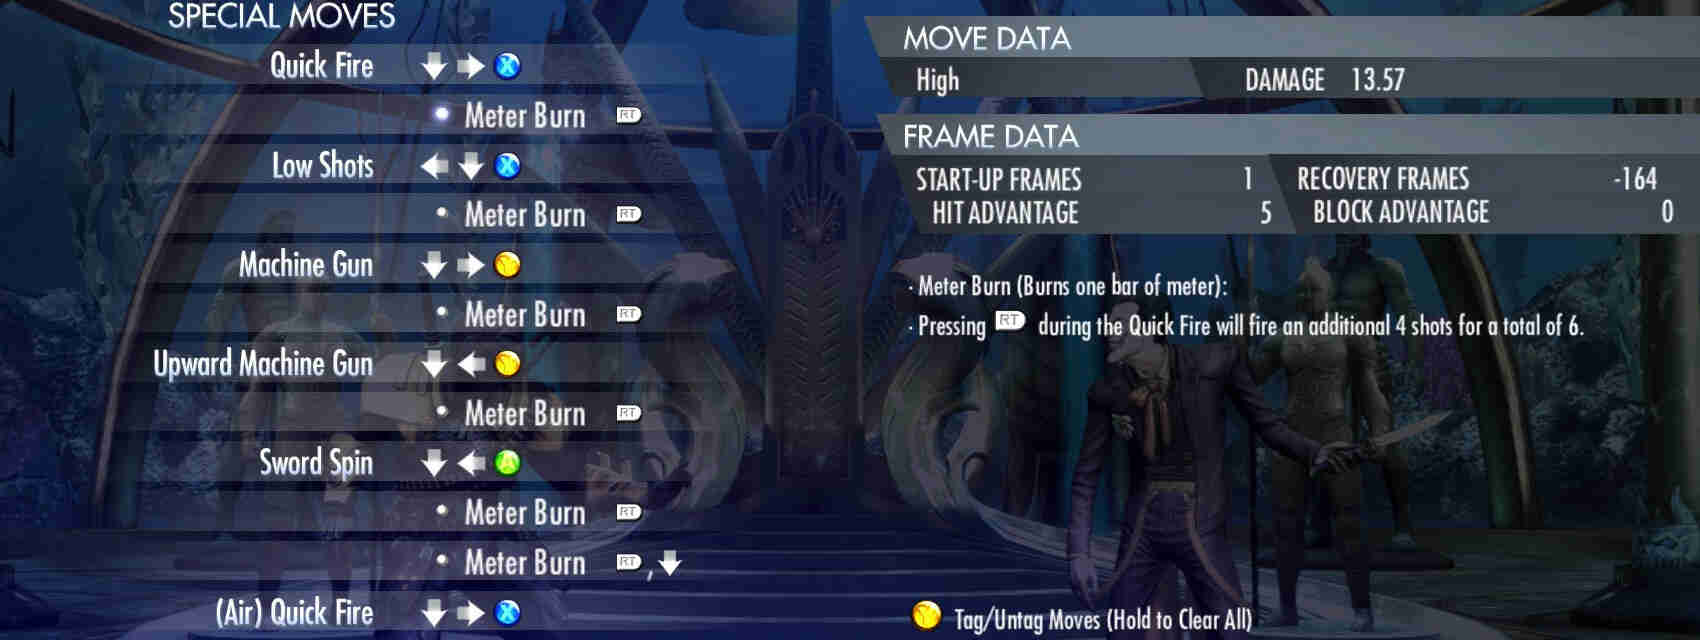 SPECIAL MOVES
Quick Fire X
Meter Burn RT
Low Shots X
Meter Burn RT
Machine Gun Y
Meter Burn RT
Upward Machine Gun Y
Meter Burn RT
Sword Spin A
Meter Burn RT
Meter Burn RT ,
(Air) Quick Fire X
MOVE DATA
High DAMAGE 13.57
FRAME DATA
START-UP FRAMES 1 RECOVERY FRAMES -164
HIT ADVANTAGE 5 BLOCK ADVANTAGE 0
· Meter Burn (Burns one bar of meter):
· Pressing RT during the Quick Fire will fire an additional 4 shots for a total of 6.
Y Tag/Untag Moves (Hold to Clear All)